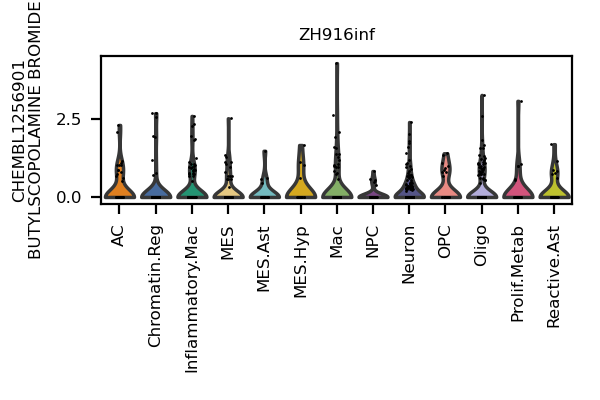 ZH916inf
CHEMBL1256901
BUTYLSCOPOLAMINE BROMIDE
2.5
0.0
AC
Chromatin.Reg
Inflammatory.Mac
MES
MES.Ast
MES.Hyp
Mac
NPC
Neuron
OPC
Oligo
Prolif.Metab
Reactive.Ast